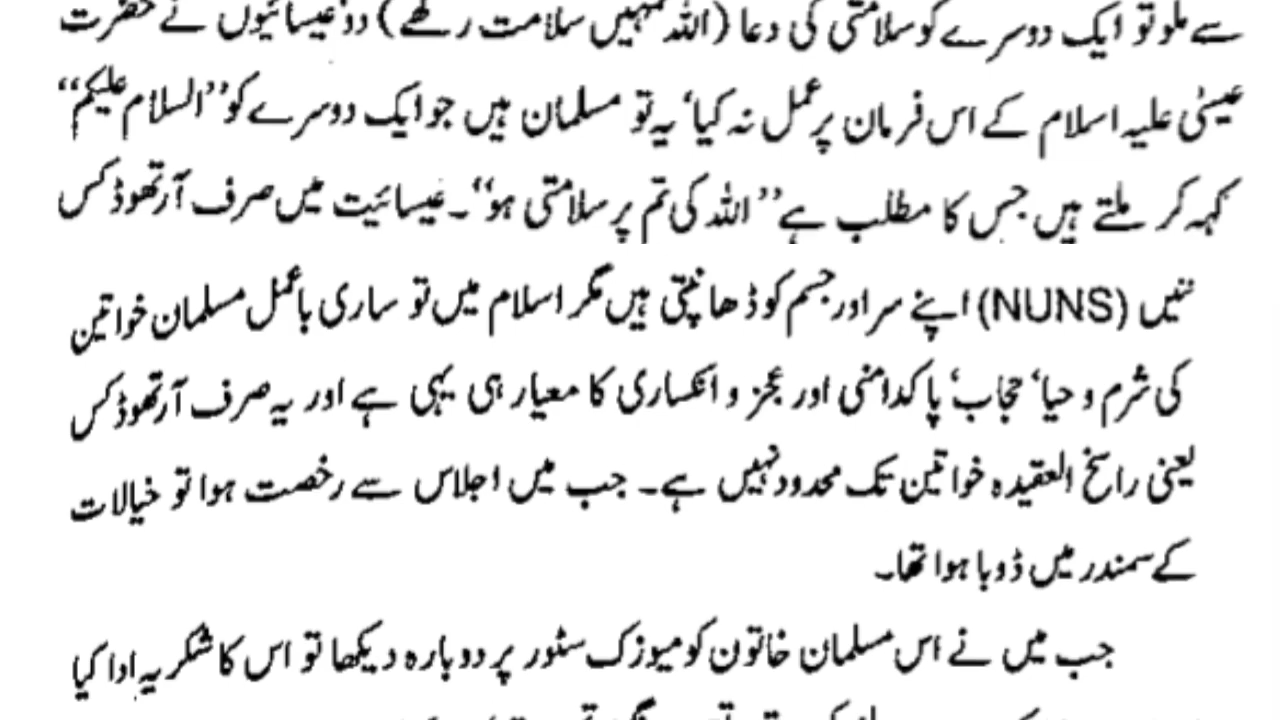 سے ملو تو ایک دوسرے کو سلامتی کی دعا (اللہ تمہیں سلامت رکھے) دو‘ عیسائیوں نے حضرت
عیسیٰ علیہ اسلام کے اس فرمان پر عمل نہ کیا‘ یہ تو مسلمان ہیں جو ایک دوسرے کو ’’السلام علیکم‘‘
کہہ کر ملتے ہیں جس کا مطلب ہے ’’اللہ کی تم پر سلامتی ہو‘‘۔ عیسائیت میں صرف آرتھوڈکس
ننیں (NUNS) اپنے سر اور جسم کو ڈھانپتی ہیں مگر اسلام میں تو ساری باعمل مسلمان خواتین
کی شرم و حیا‘ حجاب‘ پاکدامنی اور عجز و انکساری کا معیار ہی یہی ہے اور یہ صرف آرتھوڈکس
یعنی راسخ العقیدہ خواتین تک محدود نہیں ہے۔ جب میں اجلاس سے رخصت ہوا تو خیالات
کے سمندر میں ڈوبا ہوا تھا۔
جب میں نے اس مسلمان خاتون کو میوزک سٹور پر دوبارہ دیکھا تو اس کا شکریہ ادا کیا